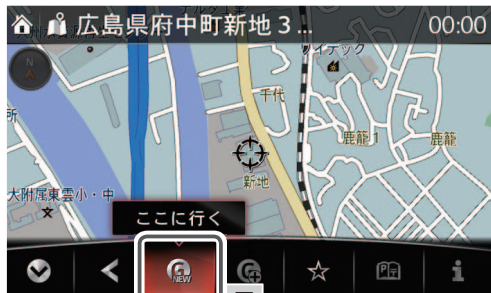 広島県府中町新地3... 00:00
イテック
N
千代
所
鹿籠1
鹿籠
新地
大附属東雲小・中
ここに行く
G NEW
i